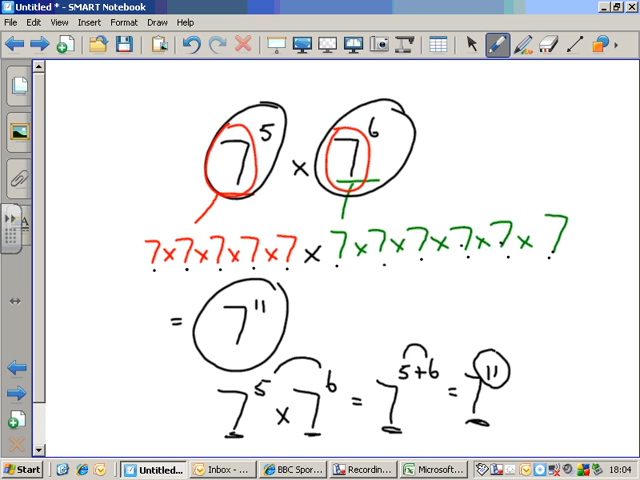 Untitled * - SMART Notebook
File Edit View Insert Format Draw Help
7⁵ × 7⁶
7×7×7×7×7 × 7×7×7×7×7×7
= 7¹¹
7⁵ × 7⁶ = 7⁵⁺⁶ = 7¹¹
Start Untitled... Inbox - ... BBC Spor... Recording... Microsoft... 18:04